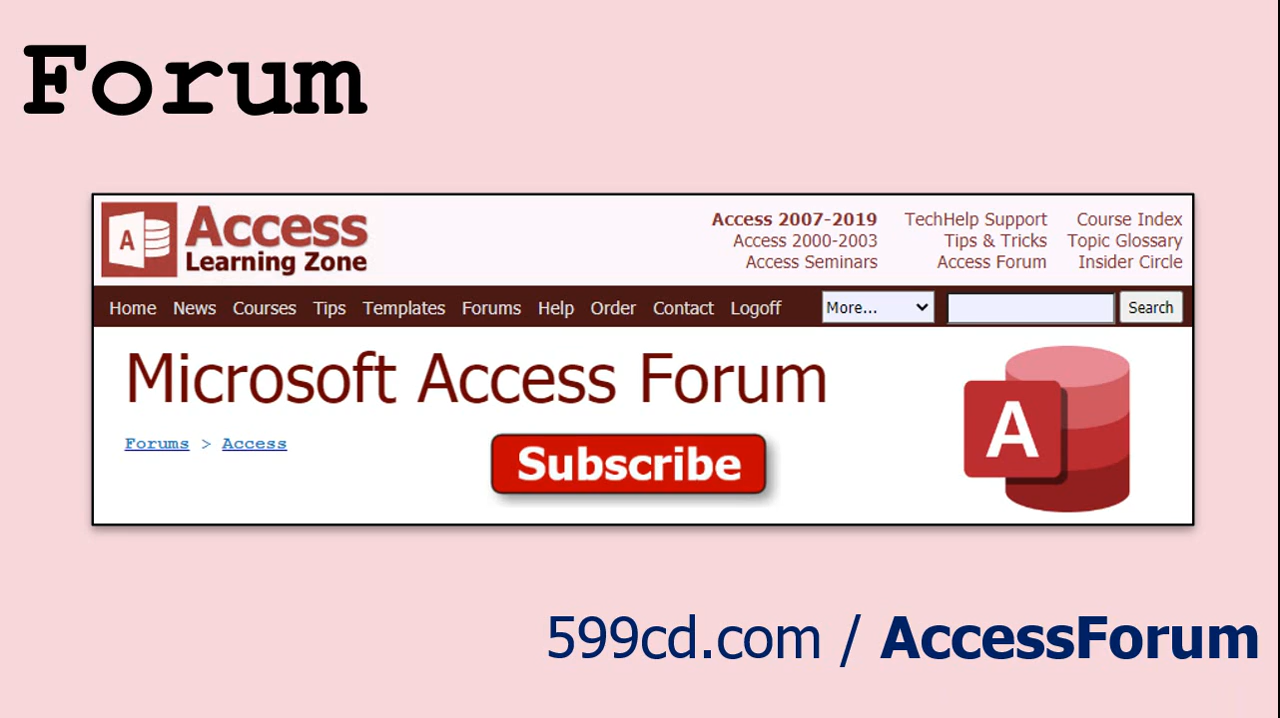 Forum
A Access
Learning Zone
Access 2007-2019 TechHelp Support Course Index
Access 2000-2003 Tips & Tricks Topic Glossary
Access Seminars Access Forum Insider Circle
Home News Courses Tips Templates Forums Help Order Contact Logoff More... Search
Microsoft Access Forum
Forums > Access
Subscribe
A
599cd.com / AccessForum